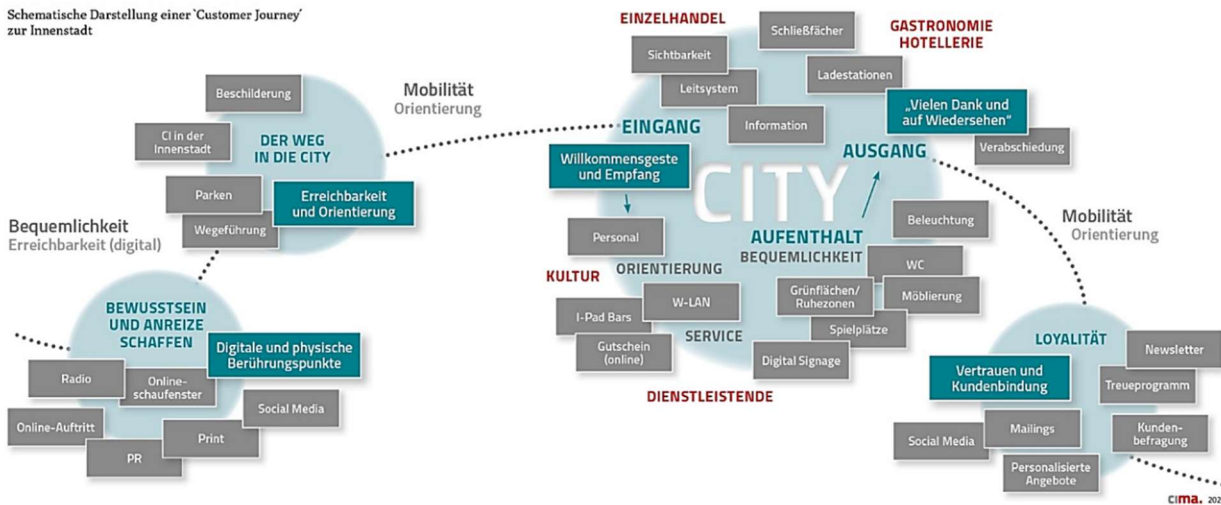 Schematische Darstellung einer `Customer Journey´
zur Innenstadt
Bequemlichkeit
Erreichbarkeit (digital)
BEWUSSTSEIN
UND ANREIZE
SCHAFFEN
Digitale und physische
Berührungspunkte
Radio
Online-
schaufenster
Social Media
Online-Auftritt
Print
PR
Beschilderung
CI in der
Innenstadt
DER WEG
IN DIE CITY
Parken
Erreichbarkeit
und Orientierung
Wegeführung
Mobilität
Orientierung
EINZELHANDEL
GASTRONOMIE
HOTELLERIE
KULTUR
DIENSTLEISTENDE
CITY
Sichtbarkeit
Schließfächer
Leitsystem
Ladestationen
Information
EINGANG
Willkommensgeste
und Empfang
Personal
ORIENTIERUNG
W-LAN
I-Pad Bars
Gutschein
(online)
SERVICE
AUFENTHALT
BEQUEMLICHKEIT
Beleuchtung
WC
Grünflächen/
Ruhezonen
Möblierung
Spielplätze
Digital Signage
AUSGANG
„Vielen Dank und
auf Wiedersehen“
Verabschiedung
Mobilität
Orientierung
LOYALITÄT
Newsletter
Vertrauen und
Kundenbindung
Treueprogramm
Mailings
Kunden-
befragung
Social Media
Personalisierte
Angebote
cima.